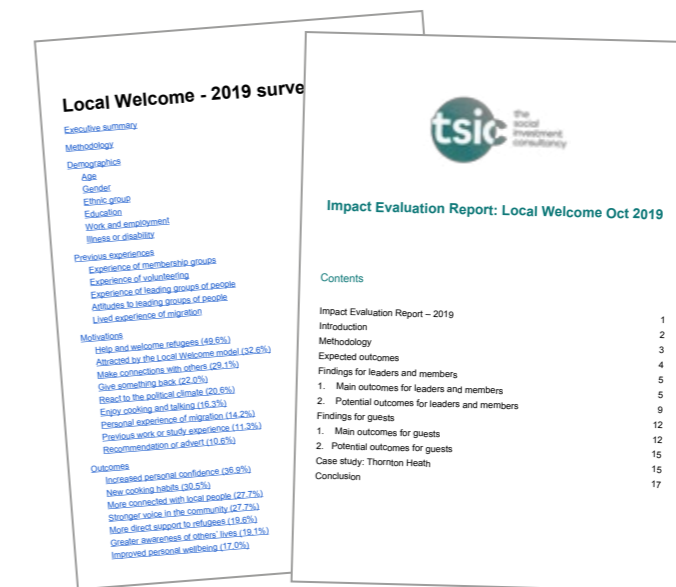 Local Welcome - 2019 surve
Executive summary
Methodology
Demographics
Age
Gender
Ethnic group
Education
Work and employment
Illness or disability
Previous experiences
Experience of membership groups
Experience of volunteering
Experience of leading groups of people
Attitudes to leading groups of people
Lived experience of migration
Motivations
Help and welcome refugees (49.6%)
Attracted by the Local Welcome model (32.6%)
Make connections with others (29.1%)
Give something back (22.0%)
React to the political climate (20.6%)
Enjoy cooking and talking (16.3%)
Personal experience of migration (14.2%)
Previous work or study experience (11.3%)
Recommendation or advert (10.6%)
Outcomes
Increased personal confidence (36.9%)
New cooking habits (30.5%)
More connected with local people (27.7%)
Stronger voice in the community (27.7%)
More direct support to refugees (19.6%)
Greater awareness of others' lives (19.1%)
Improved personal wellbeing (17.0%)
tsic
the
social
investment
consultancy
Impact Evaluation Report: Local Welcome Oct 2019
Contents
Impact Evaluation Report – 2019 1
Introduction 2
Methodology 3
Expected outcomes 4
Findings for leaders and members 5
1. Main outcomes for leaders and members 5
2. Potential outcomes for leaders and members 9
Findings for guests 12
1. Main outcomes for guests 12
2. Potential outcomes for guests 15
Case study: Thornton Heath 15
Conclusion 17